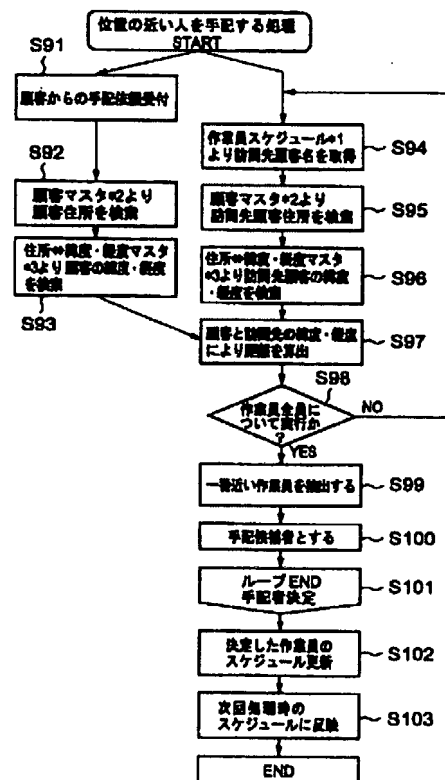 位置の近い人を手配する処理
START
S91
顧客からの手配依頼受付
S92
顧客マスタ*2より
顧客住所を検索
住所⇔緯度・経度マスタ
*3より顧客の緯度・経度
を検索
S93
作業員スケジュール*1
より訪問先顧客名を取得
S94
顧客マスタ*2より
訪問先顧客住所を検索
S95
住所⇔緯度・経度マスタ
*3より訪問先顧客の緯度
・経度を検索
S96
顧客と訪問先の緯度・経度
により距離を算出
S97
S98
作業員全員に
ついて実行か
?
NO
YES
一番近い作業員を抽出する
S99
手配候補者とする
S100
ループEND
手配者決定
S101
決定した作業員の
スケジュール更新
S102
次回処理時の
スケジュールに反映
S103
END